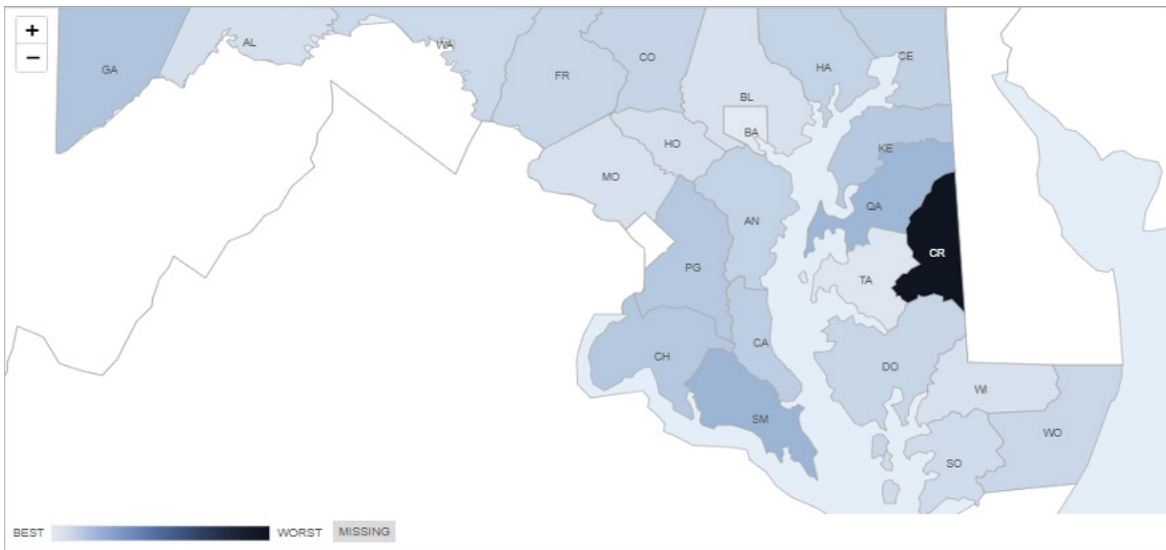 +
−
GA
AL
WA
FR
CO
BL
HA
CE
BA
HO
KE
MO
AN
QA
CR
PG
TA
CH
CA
DO
SM
WI
WO
SO
BEST
WORST
MISSING